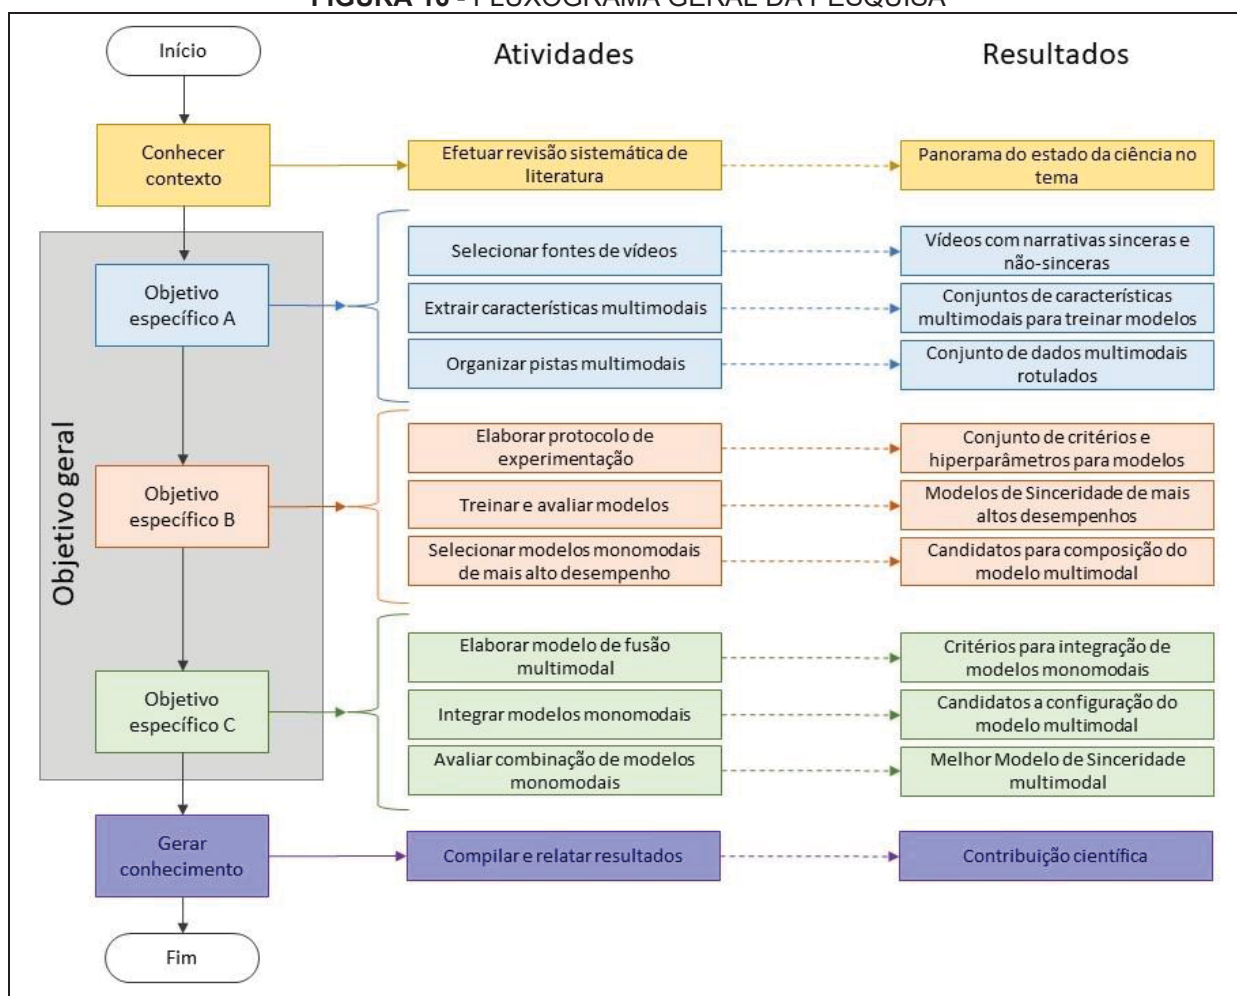 FIGURA 10 - FLUXOGRAMA GERAL DA PESQUISA
Início
Atividades
Resultados
Conhecer
contexto
Efetuar revisão sistemática de
literatura
Panorama do estado da ciência no
tema
Objetivo geral
Objetivo
específico A
Selecionar fontes de vídeos
Vídeos com narrativas sinceras e
não-sinceras
Extrair características multimodais
Conjuntos de características
multimodais para treinar modelos
Organizar pistas multimodais
Conjunto de dados multimodais
rotulados
Objetivo
específico B
Elaborar protocolo de
experimentação
Conjunto de critérios e
hiperparâmetros para modelos
Treinar e avaliar modelos
Modelos de Sinceridade de mais
altos desempenhos
Selecionar modelos monomodais
de mais alto desempenho
Candidatos para composição do
modelo multimodal
Objetivo
específico C
Elaborar modelo de fusão
multimodal
Critérios para integração de
modelos monomodais
Integrar modelos monomodais
Candidatos a configuração do
modelo multimodal
Avaliar combinação de modelos
monomodais
Melhor Modelo de Sinceridade
multimodal
Gerar
conhecimento
Compilar e relatar resultados
Contribuição científica
Fim